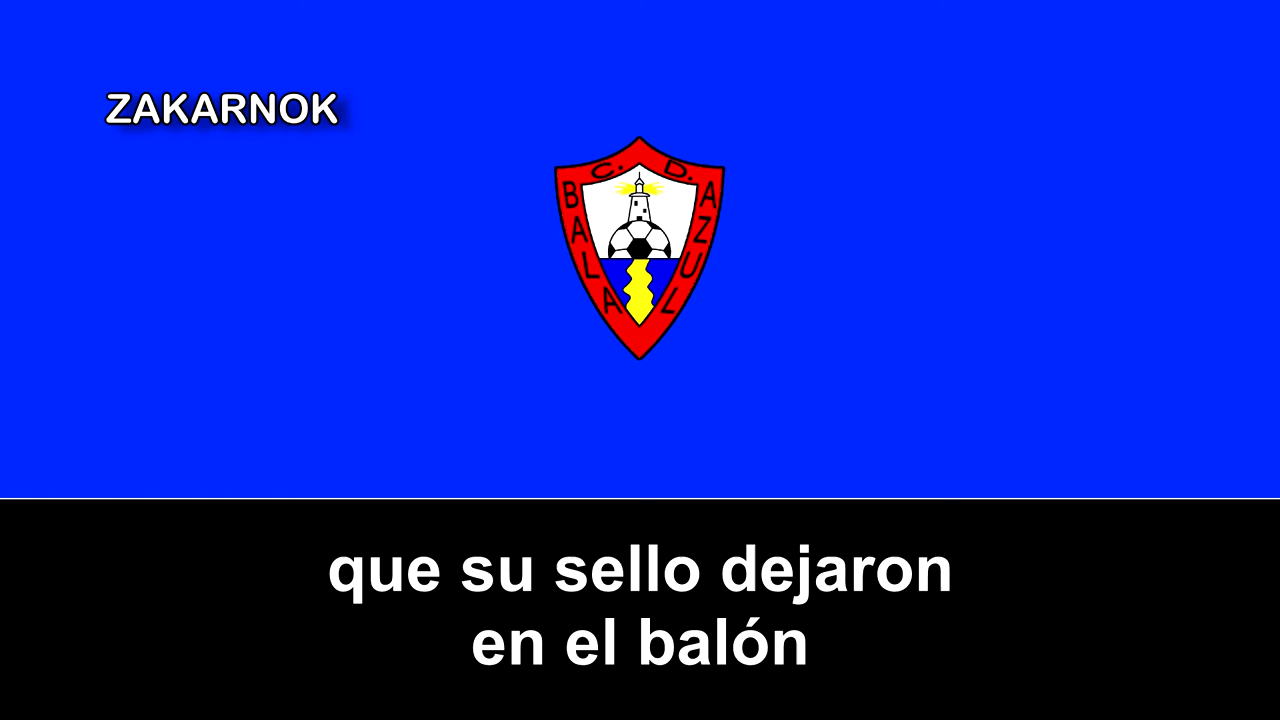 ZAKARNOK
C. D.
BALA AZUL
que su sello dejaron
en el balón